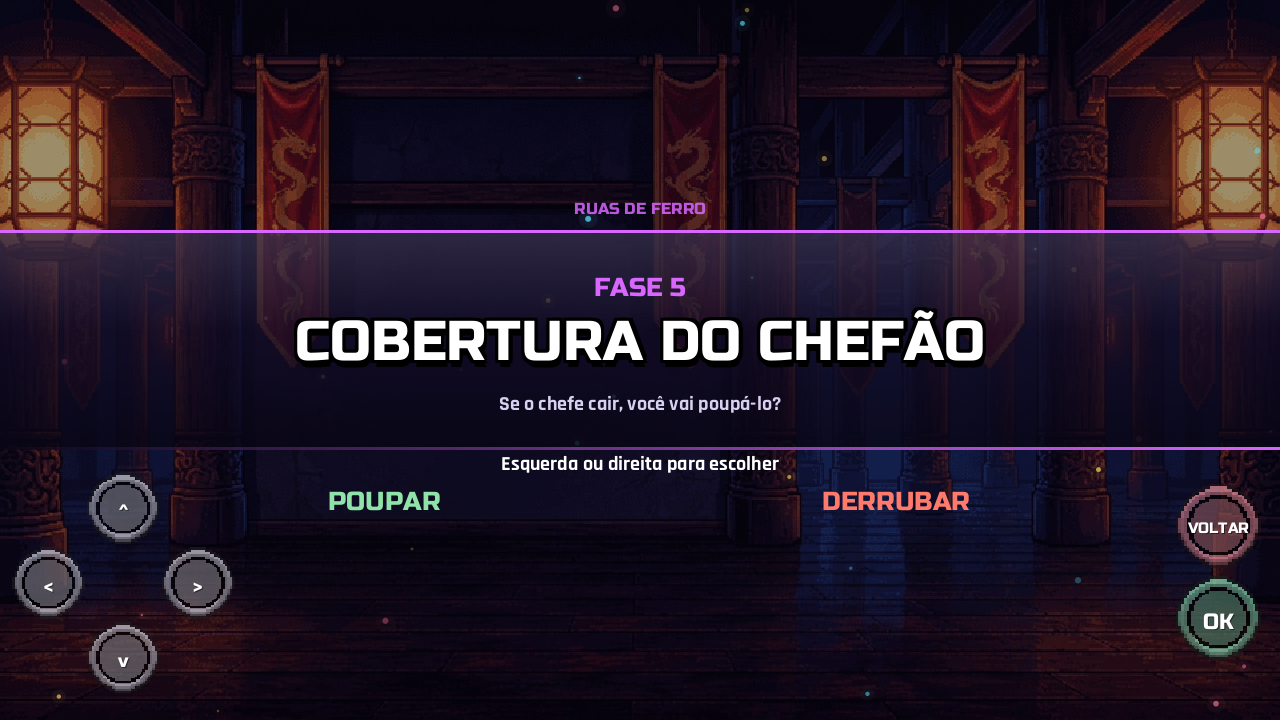 RUAS DE FERRO
FASE 5
COBERTURA DO CHEFÃO
Se o chefe cair, você vai poupá-lo?
Esquerda ou direita para escolher
POUPAR
DERRUBAR
^
VOLTAR
<
>
OK
v